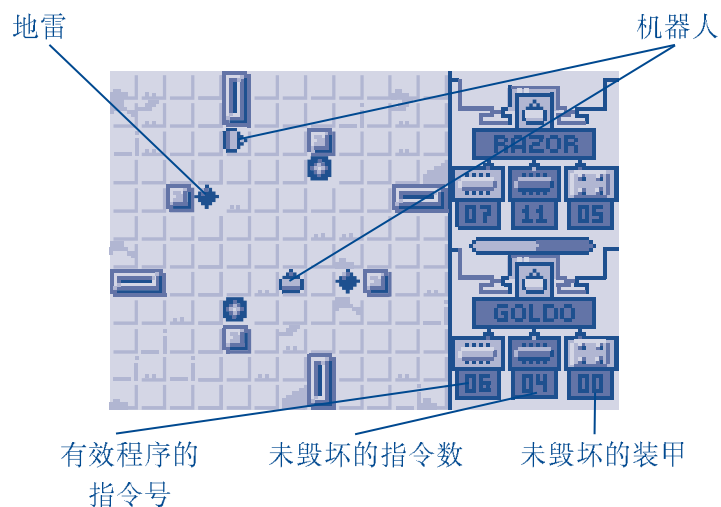 地雷
机器人
RAZOR
07 11 05
GOLDO
06 04 00
有效程序的
指令号
未毁坏的指令数
未毁坏的装甲